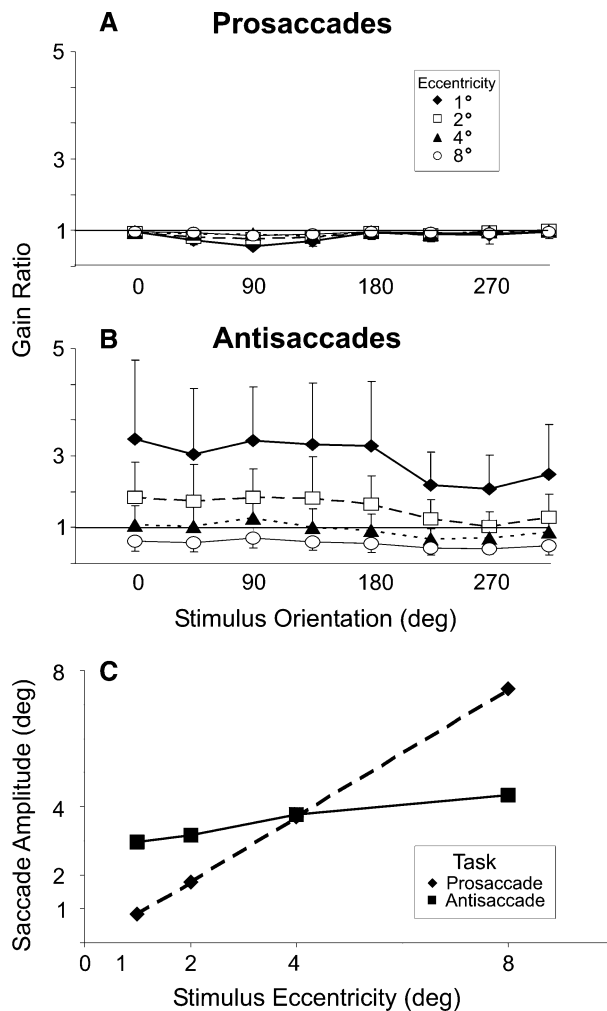 A Prosaccades
5
Eccentricity
1°
2°
4°
8°
3
1
0 90 180 270
Gain Ratio
B Antisaccades
5
3
1
0 90 180 270
Stimulus Orientation (deg)
C
8
4
2
1
Saccade Amplitude (deg)
Task
Prosaccade
Antisaccade
0 1 2 4 8
Stimulus Eccentricity (deg)